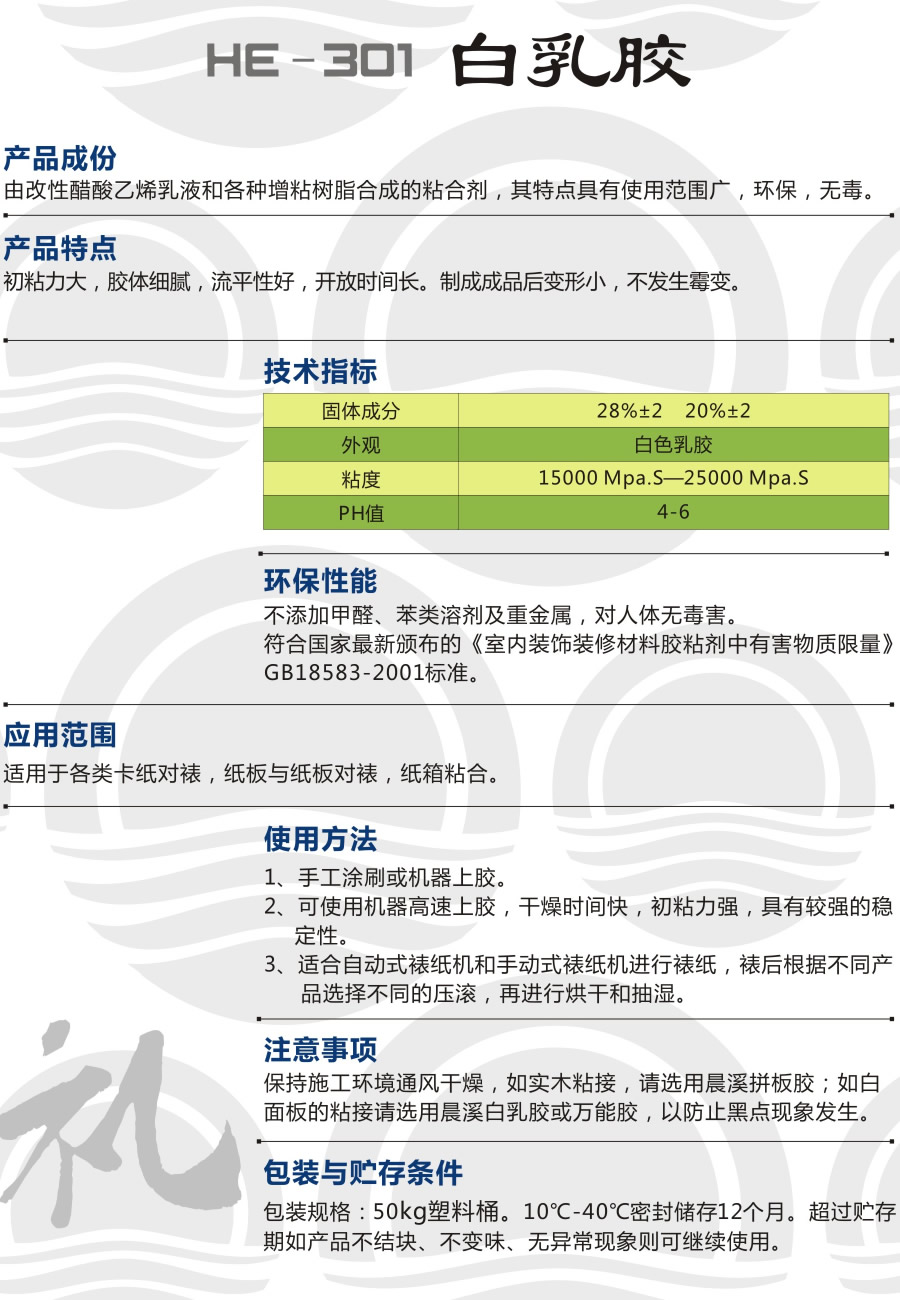 HE-301 白乳胶
产品成份
由改性醋酸乙烯乳液和各种增粘树脂合成的粘合剂，其特点具有使用范围广，环保，无毒。
产品特点
初粘力大，胶体细腻，流平性好，开放时间长。制成成品后变形小，不发生霉变。
技术指标
固体成分 28%±2 20%±2
外观 白色乳胶
粘度 15000 Mpa.S—25000 Mpa.S
PH值 4-6
环保性能
不添加甲醛、苯类溶剂及重金属，对人体无毒害。
符合国家最新颁布的《室内装饰装修材料胶粘剂中有害物质限量》
GB18583-2001标准。
应用范围
适用于各类卡纸对裱，纸板与纸板对裱，纸箱粘合。
使用方法
1、手工涂刷或机器上胶。
2、可使用机器高速上胶，干燥时间快，初粘力强，具有较强的稳
定性。
3、适合自动式裱纸机和手动式裱纸机进行裱纸，裱后根据不同产
品选择不同的压滚，再进行烘干和抽湿。
注意事项
保持施工环境通风干燥，如实木粘接，请选用晨溪拼板胶；如白
面板的粘接请选用晨溪白乳胶或万能胶，以防止黑点现象发生。
礼
包装与贮存条件
包装规格：50kg塑料桶。10℃-40℃密封储存12个月。超过贮存
期如产品不结块、不变味、无异常现象则可继续使用。